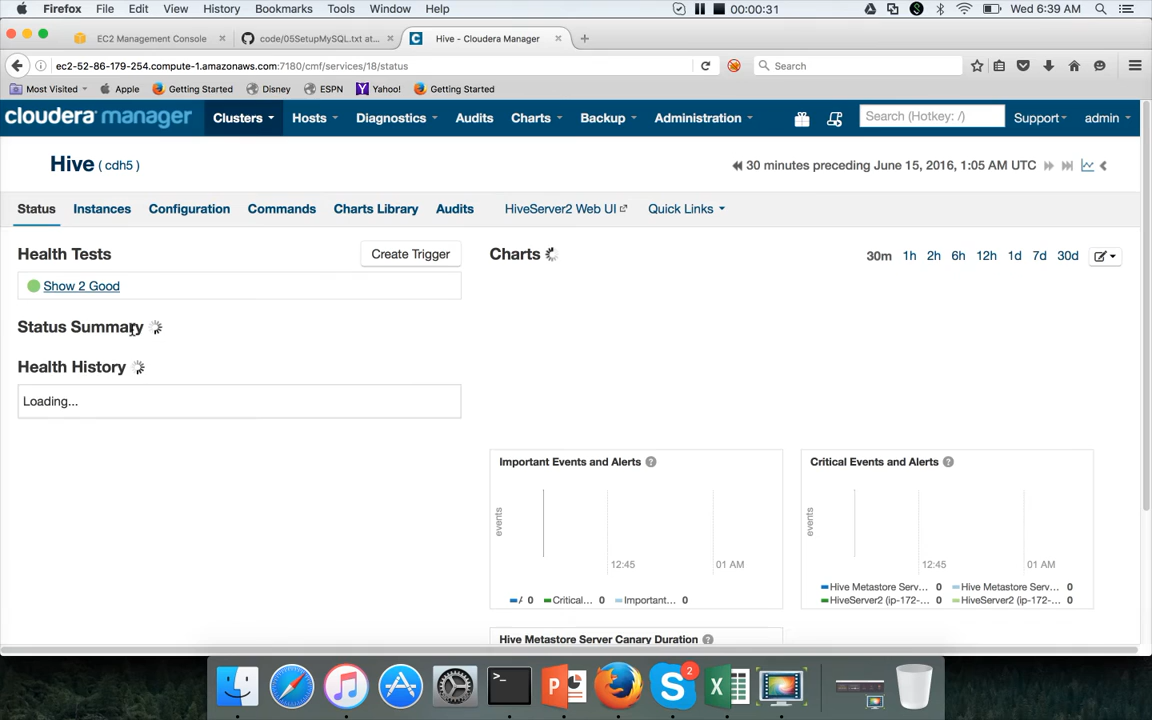 Firefox File Edit View History Bookmarks Tools Window Help 00:00:31 Wed 6:39 AM
EC2 Management Console × code/05SetupMySQL.txt at... × C Hive - Cloudera Manager × +
ec2-52-86-179-254.compute-1.amazonaws.com:7180/cmf/services/18/status Search
Most Visited Apple Getting Started Disney ESPN Yahoo! Getting Started
cloudera manager Clusters Hosts Diagnostics Audits Charts Backup Administration Search (Hotkey: /) Support admin
Hive ( cdh5 ) 30 minutes preceding June 15, 2016, 1:05 AM UTC
Status Instances Configuration Commands Charts Library Audits HiveServer2 Web UI Quick Links
Health Tests Create Trigger Charts 30m 1h 2h 6h 12h 1d 7d 30d
Show 2 Good
Status Summary
Health History
Loading...
Important Events and Alerts ? Critical Events and Alerts ?
events events
12:45 01 AM 12:45 01 AM
Hive Metastore Serv... 0 Hive Metastore Serv... 0
A 0 Critical... 0 Important... 0 HiveServer2 (ip-172-... 0 HiveServer2 (ip-172-... 0
Hive Metastore Server Canary Duration ?
>_ P S 2 X